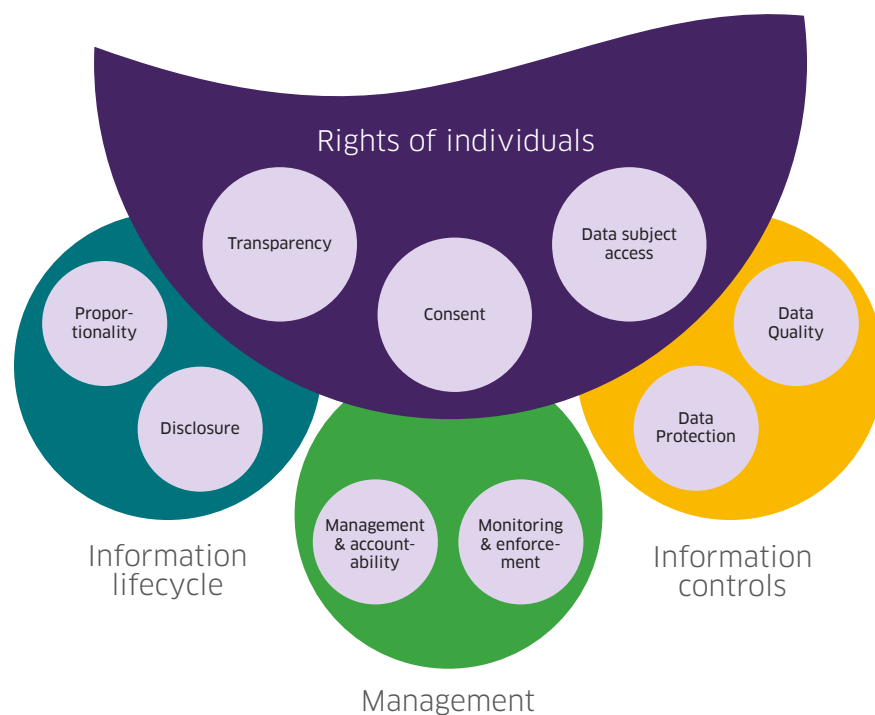 Rights of individuals
Transparency
Consent
Data subject
access
Propor-
tionality
Disclosure
Data
Quality
Data
Protection
Management
& account-
ability
Monitoring
& enforce-
ment
Information
lifecycle
Information
controls
Management